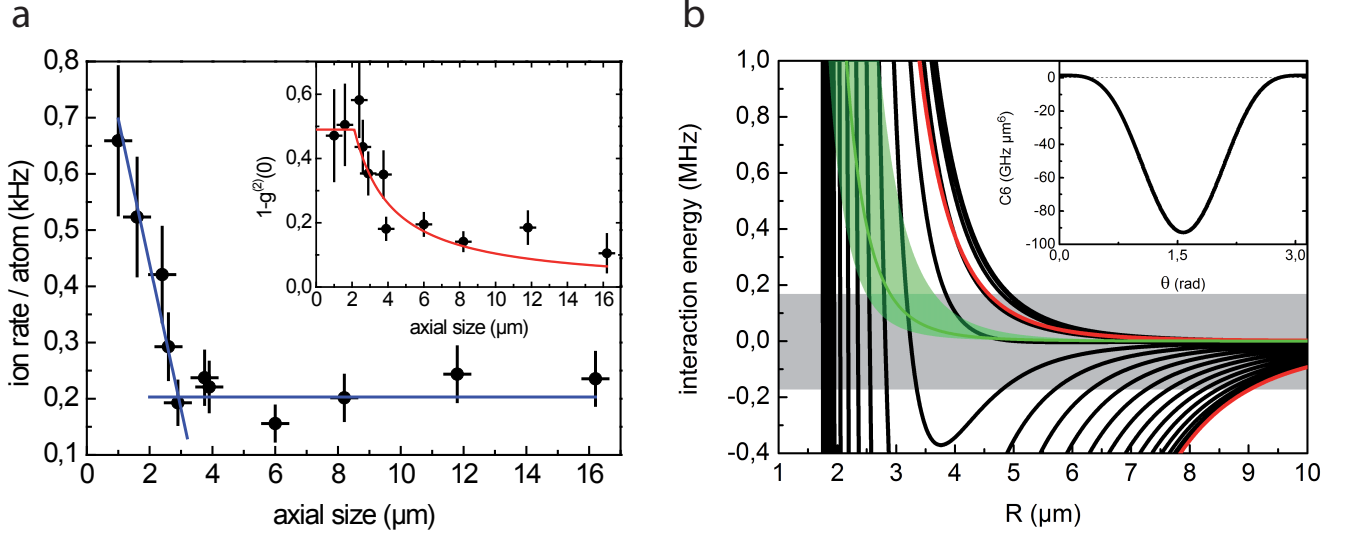 a
0,8
0,7
0,6
0,5
0,4
0,3
0,2
0,1
0 2 4 6 8 10 12 14 16
ion rate / atom (kHz)
axial size (µm)
0,6
0,4
0,2
0,0
0 2 4 6 8 10 12 14 16
1-g(2)(0)
axial size (µm)
b
1,0
0,8
0,6
0,4
0,2
0,0
-0,2
-0,4
1 2 3 4 5 6 7 8 9 10
interaction energy (MHz)
R (µm)
0
-20
-40
-60
-80
-100
0,0 1,5 3,0
C6 (GHz µm6)
θ (rad)